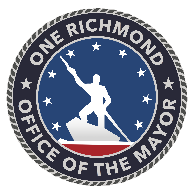 ONE RICHMOND
OFFICE OF THE MAYOR